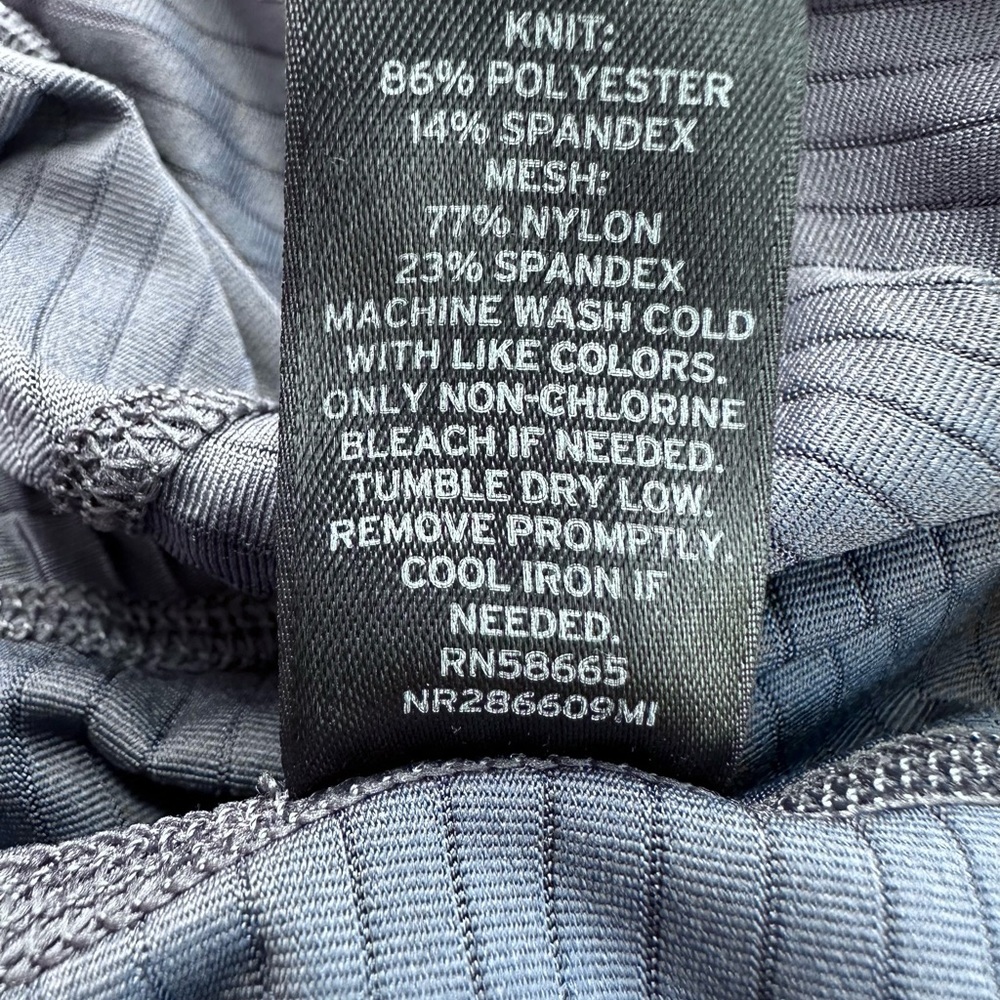 KNIT:
86% POLYESTER
14% SPANDEX
MESH:
77% NYLON
23% SPANDEX
MACHINE WASH COLD
WITH LIKE COLORS.
ONLY NON-CHLORINE
BLEACH IF NEEDED.
TUMBLE DRY LOW.
REMOVE PROMPTLY.
COOL IRON IF
NEEDED.
RN58665
NR286609MI